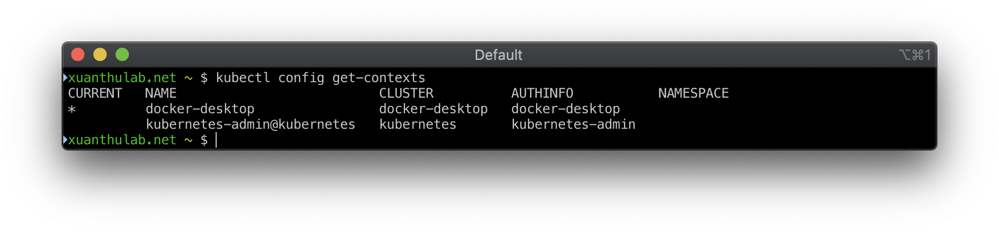 Default ⌥⌘1
xuanthulab.net ~ $ kubectl config get-contexts
CURRENT   NAME                          CLUSTER          AUTHINFO           NAMESPACE
*         docker-desktop                docker-desktop   docker-desktop
          kubernetes-admin@kubernetes   kubernetes       kubernetes-admin
xuanthulab.net ~ $